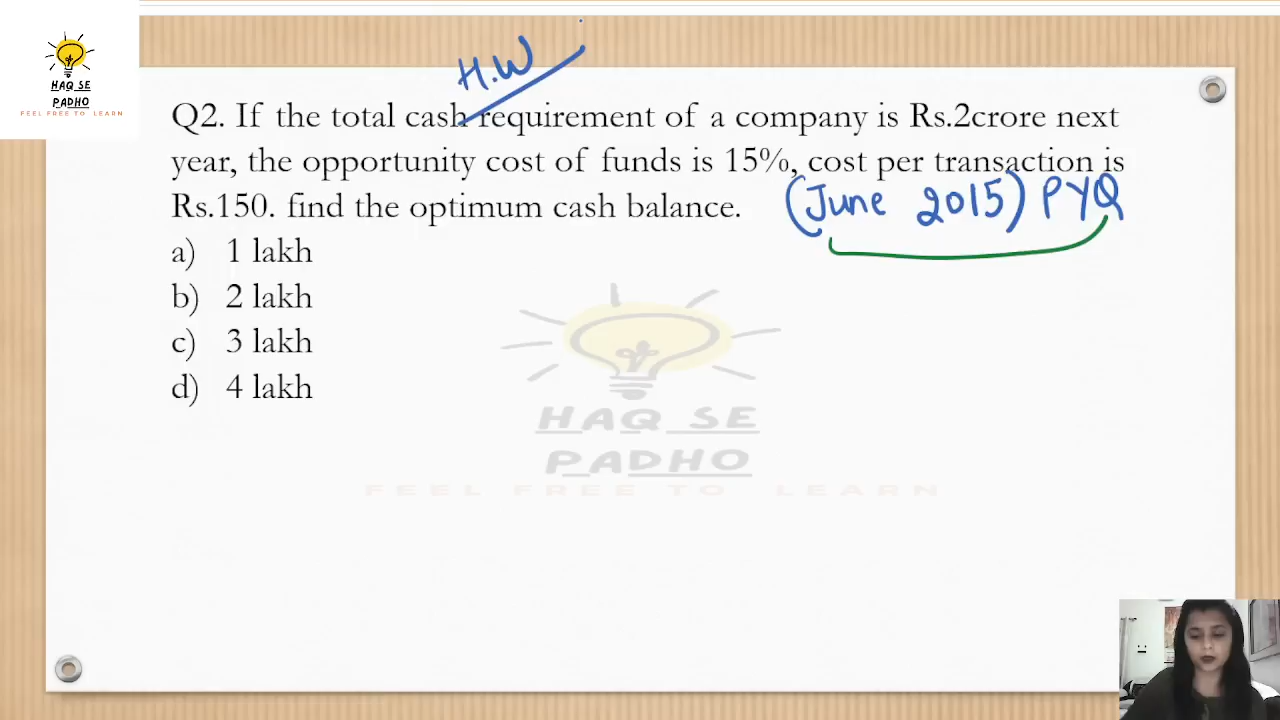 HAQ SE
PADHO
FEEL FREE TO LEARN
H.W
Q2. If the total cash requirement of a company is Rs.2crore next
year, the opportunity cost of funds is 15%, cost per transaction is
Rs.150. find the optimum cash balance.
(June 2015) PYQ
a) 1 lakh
b) 2 lakh
c) 3 lakh
d) 4 lakh
HAQ SE
PADHO
FEEL FREE TO LEARN